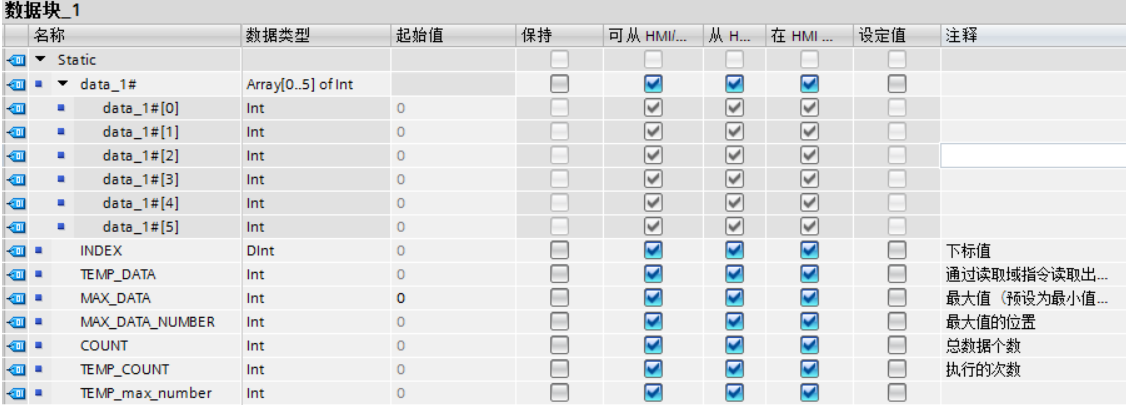 数据块_1
名称 数据类型 起始值 保持 可从 HMI/... 从 H... 在 HMI ... 设定值 注释
Static
data_1# Array[0..5] of Int
data_1#[0] Int 0
data_1#[1] Int 0
data_1#[2] Int 0
data_1#[3] Int 0
data_1#[4] Int 0
data_1#[5] Int 0
INDEX DInt 0 下标值
TEMP_DATA Int 0 通过读取域指令读取出...
MAX_DATA Int 0 最大值（预设为最小值...
MAX_DATA_NUMBER Int 0 最大值的位置
COUNT Int 0 总数据个数
TEMP_COUNT Int 0 执行的次数
TEMP_max_number Int 0